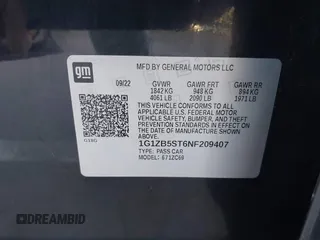 gm
MFD BY GENERAL MOTORS LLC
09/22 GVWR GAWR FRT GAWR RR
1842 KG 948 KG 894 KG
4061 LB 2090 LB 1971 LB
THIS VEHICLE CONFORMS TO ALL
APPLICABLE U.S. FEDERAL MOTOR
VEHICLE SAFETY, BUMPER, AND THEFT
PREVENTION STANDARDS IN EFFECT ON
THE DATE OF MANUFACTURE SHOWN ABOVE.
1G1ZB5ST6NF209407
TYPE: PASS CAR
MODEL: 6712C69
DREAMBID